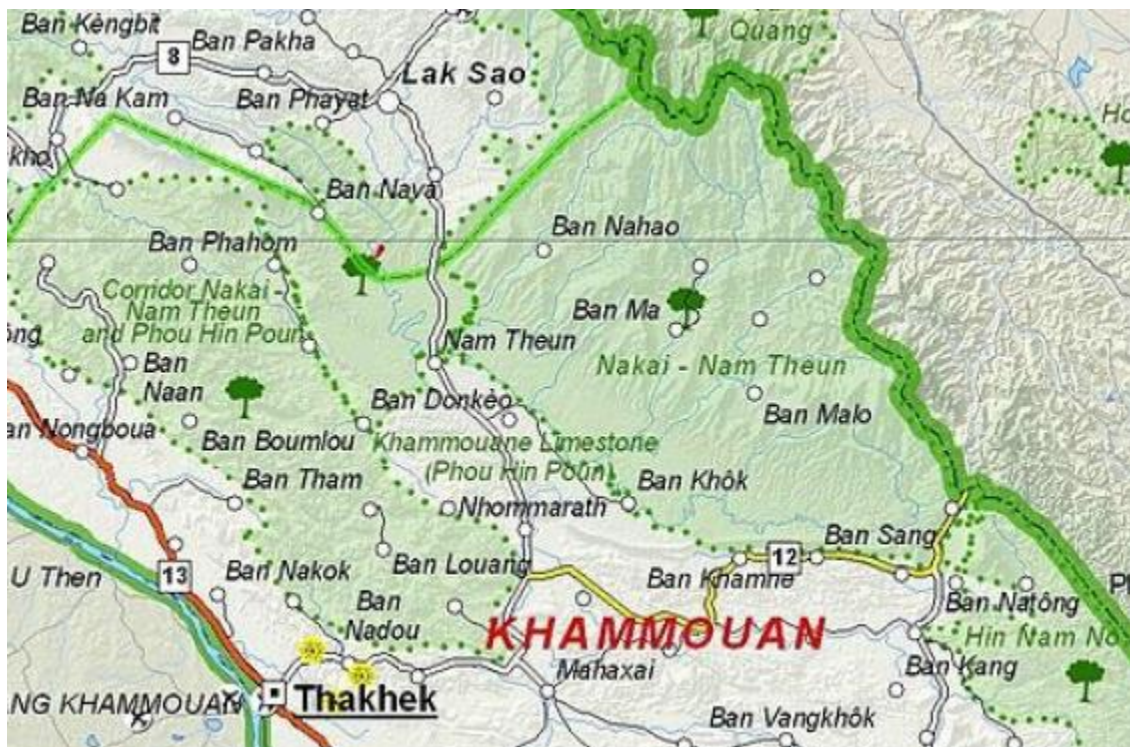 Ban Kengbit
Quang
8
Ban Pakha
Lak Sao
Ban Na Kam
Ban Phayat
Ban Nava
Ban Nahao
Ban Phahom
Corridor Nakai -
Nam Theun
and Phou Hin Poun
Ban Ma
Nam Theun
Nakai - Nam Theun
Ban
Naan
Ban Donkèo
Ban Malo
an Nongboua
Ban Boumlou
Khammouane Limestone
(Phou Hin Poun)
Ban Tham
Ban Khôk
Nhommarath
Ban Sang
12
U Then
13
Ban Nakok
Ban Louang
Ban Khamhe
Ban
Nadou
Ban Natông
KHAMMOUAN
Hin Nam No
Mahaxai
Ban Kang
NG KHAMMOUAN
Thakhek
Ban Vangkhôk